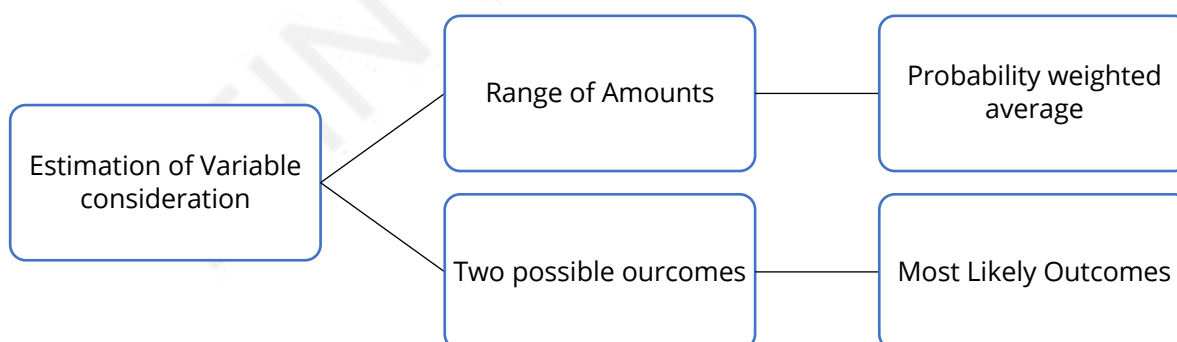 Range of Amounts
Probability weighted
average
Estimation of Variable
consideration
Two possible ourcomes
Most Likely Outcomes